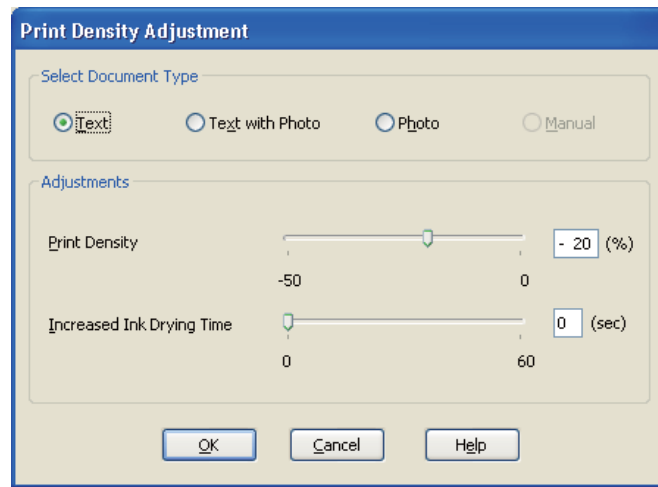 Print Density Adjustment
Select Document Type
Text Text with Photo Photo Manual
Adjustments
Print Density - 20 (%)
-50 0
Increased Ink Drying Time 0 (sec)
0 60
OK Cancel Help